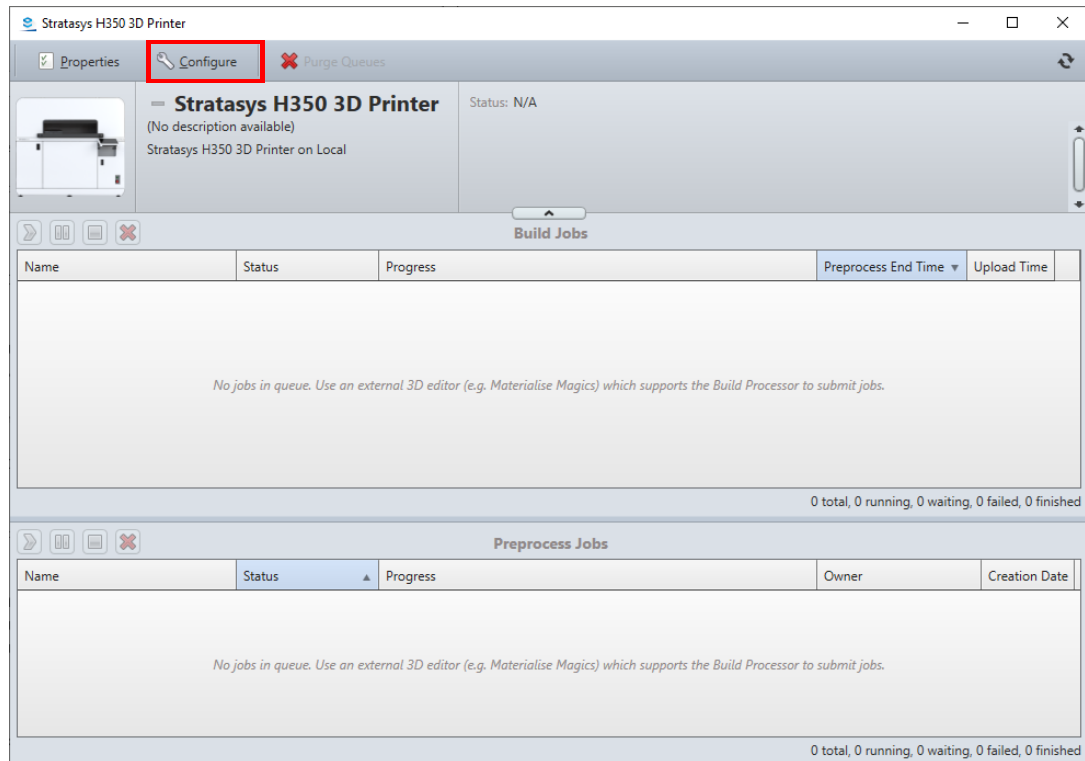 Stratasys H350 3D Printer
Properties Configure Purge Queues
Stratasys H350 3D Printer
(No description available)
Stratasys H350 3D Printer on Local
Status: N/A
Build Jobs
Name Status Progress Preprocess End Time Upload Time
No jobs in queue. Use an external 3D editor (e.g. Materialise Magics) which supports the Build Processor to submit jobs.
0 total, 0 running, 0 waiting, 0 failed, 0 finished
Preprocess Jobs
Name Status Progress Owner Creation Date
No jobs in queue. Use an external 3D editor (e.g. Materialise Magics) which supports the Build Processor to submit jobs.
0 total, 0 running, 0 waiting, 0 failed, 0 finished